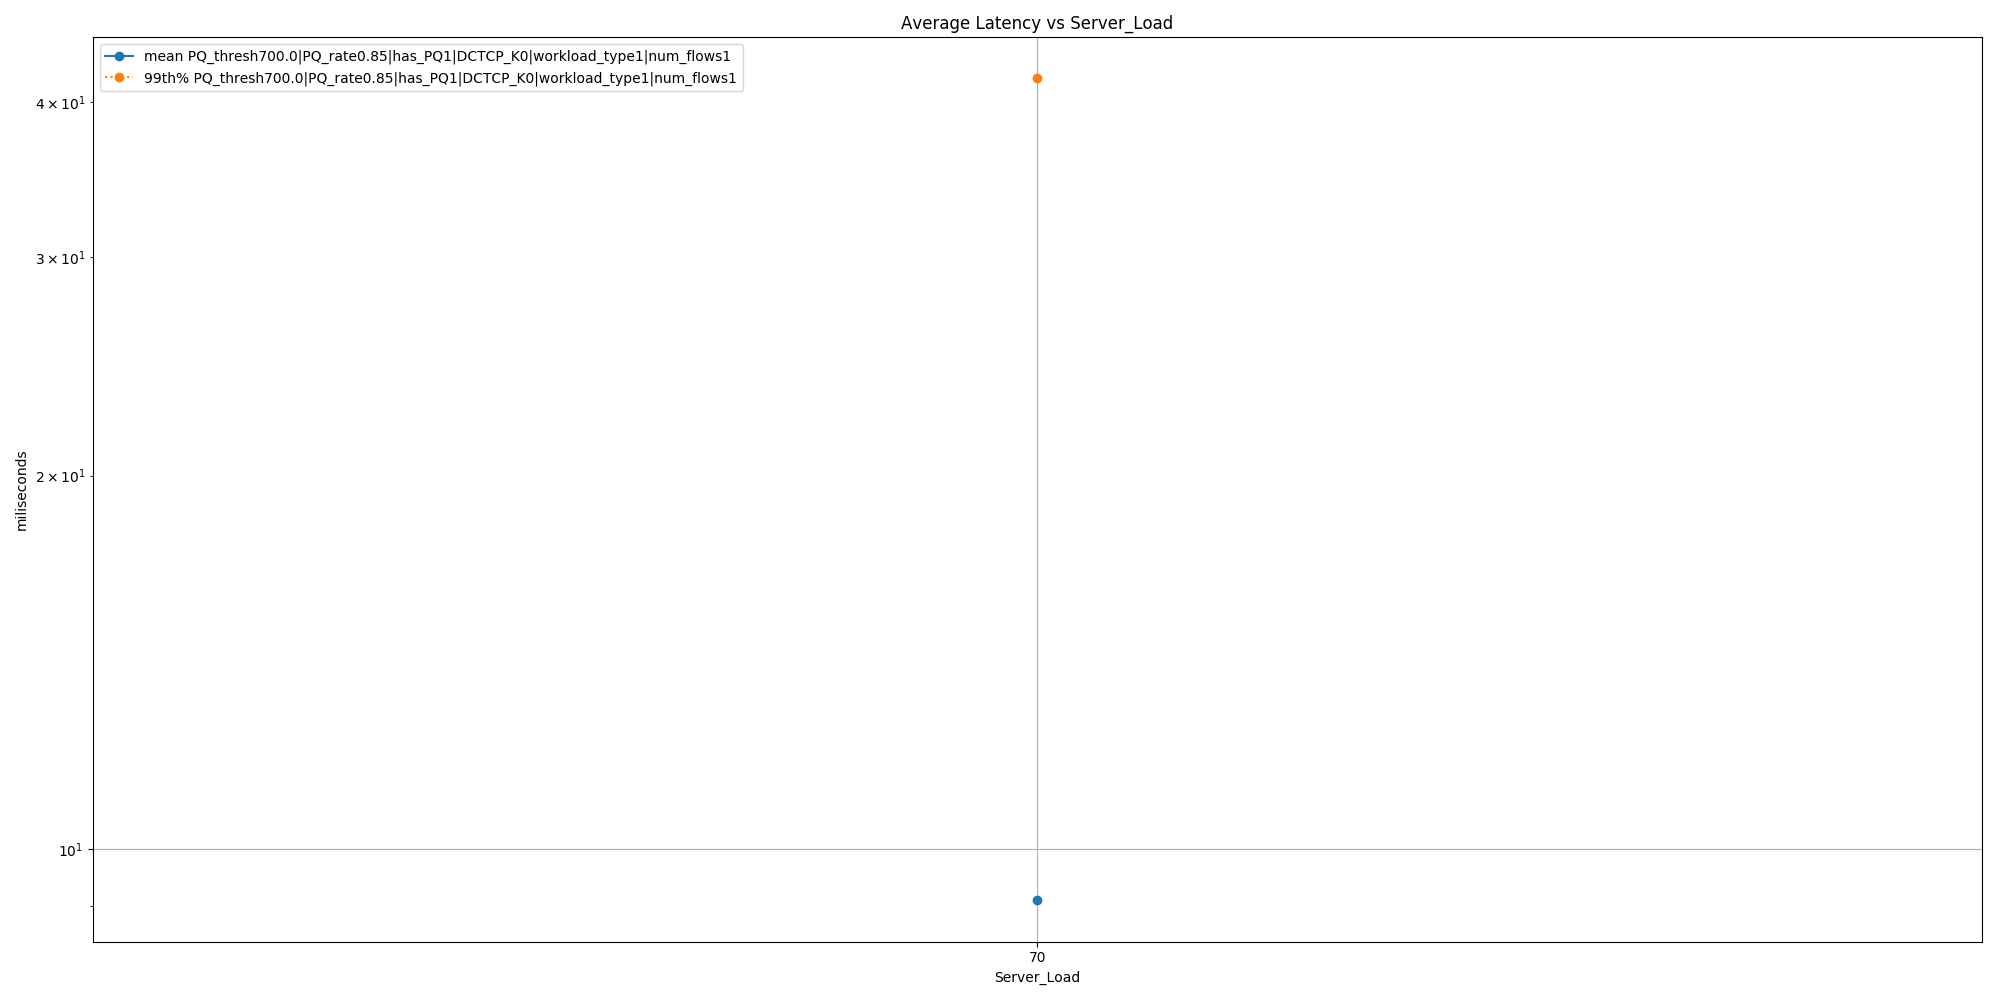 Average Latency vs Server_Load
mean PQ_thresh700.0|PQ_rate0.85|has_PQ1|DCTCP_K0|workload_type1|num_flows1
99th% PQ_thresh700.0|PQ_rate0.85|has_PQ1|DCTCP_K0|workload_type1|num_flows1
4 × 10¹
3 × 10¹
2 × 10¹
10¹
miliseconds
70
Server_Load